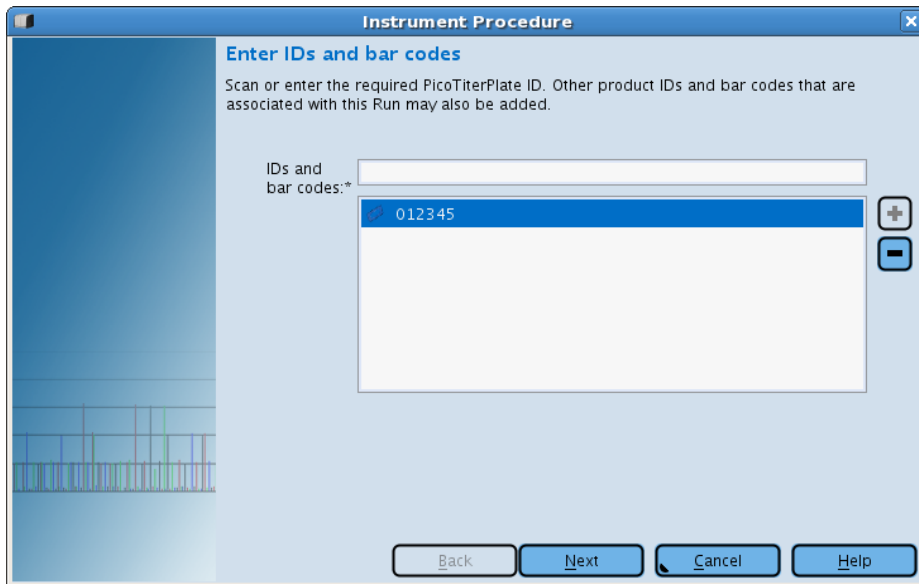 Instrument Procedure
Enter IDs and bar codes
Scan or enter the required PicoTiterPlate ID. Other product IDs and bar codes that are
associated with this Run may also be added.
IDs and
bar codes:*
012345
Back Next Cancel Help